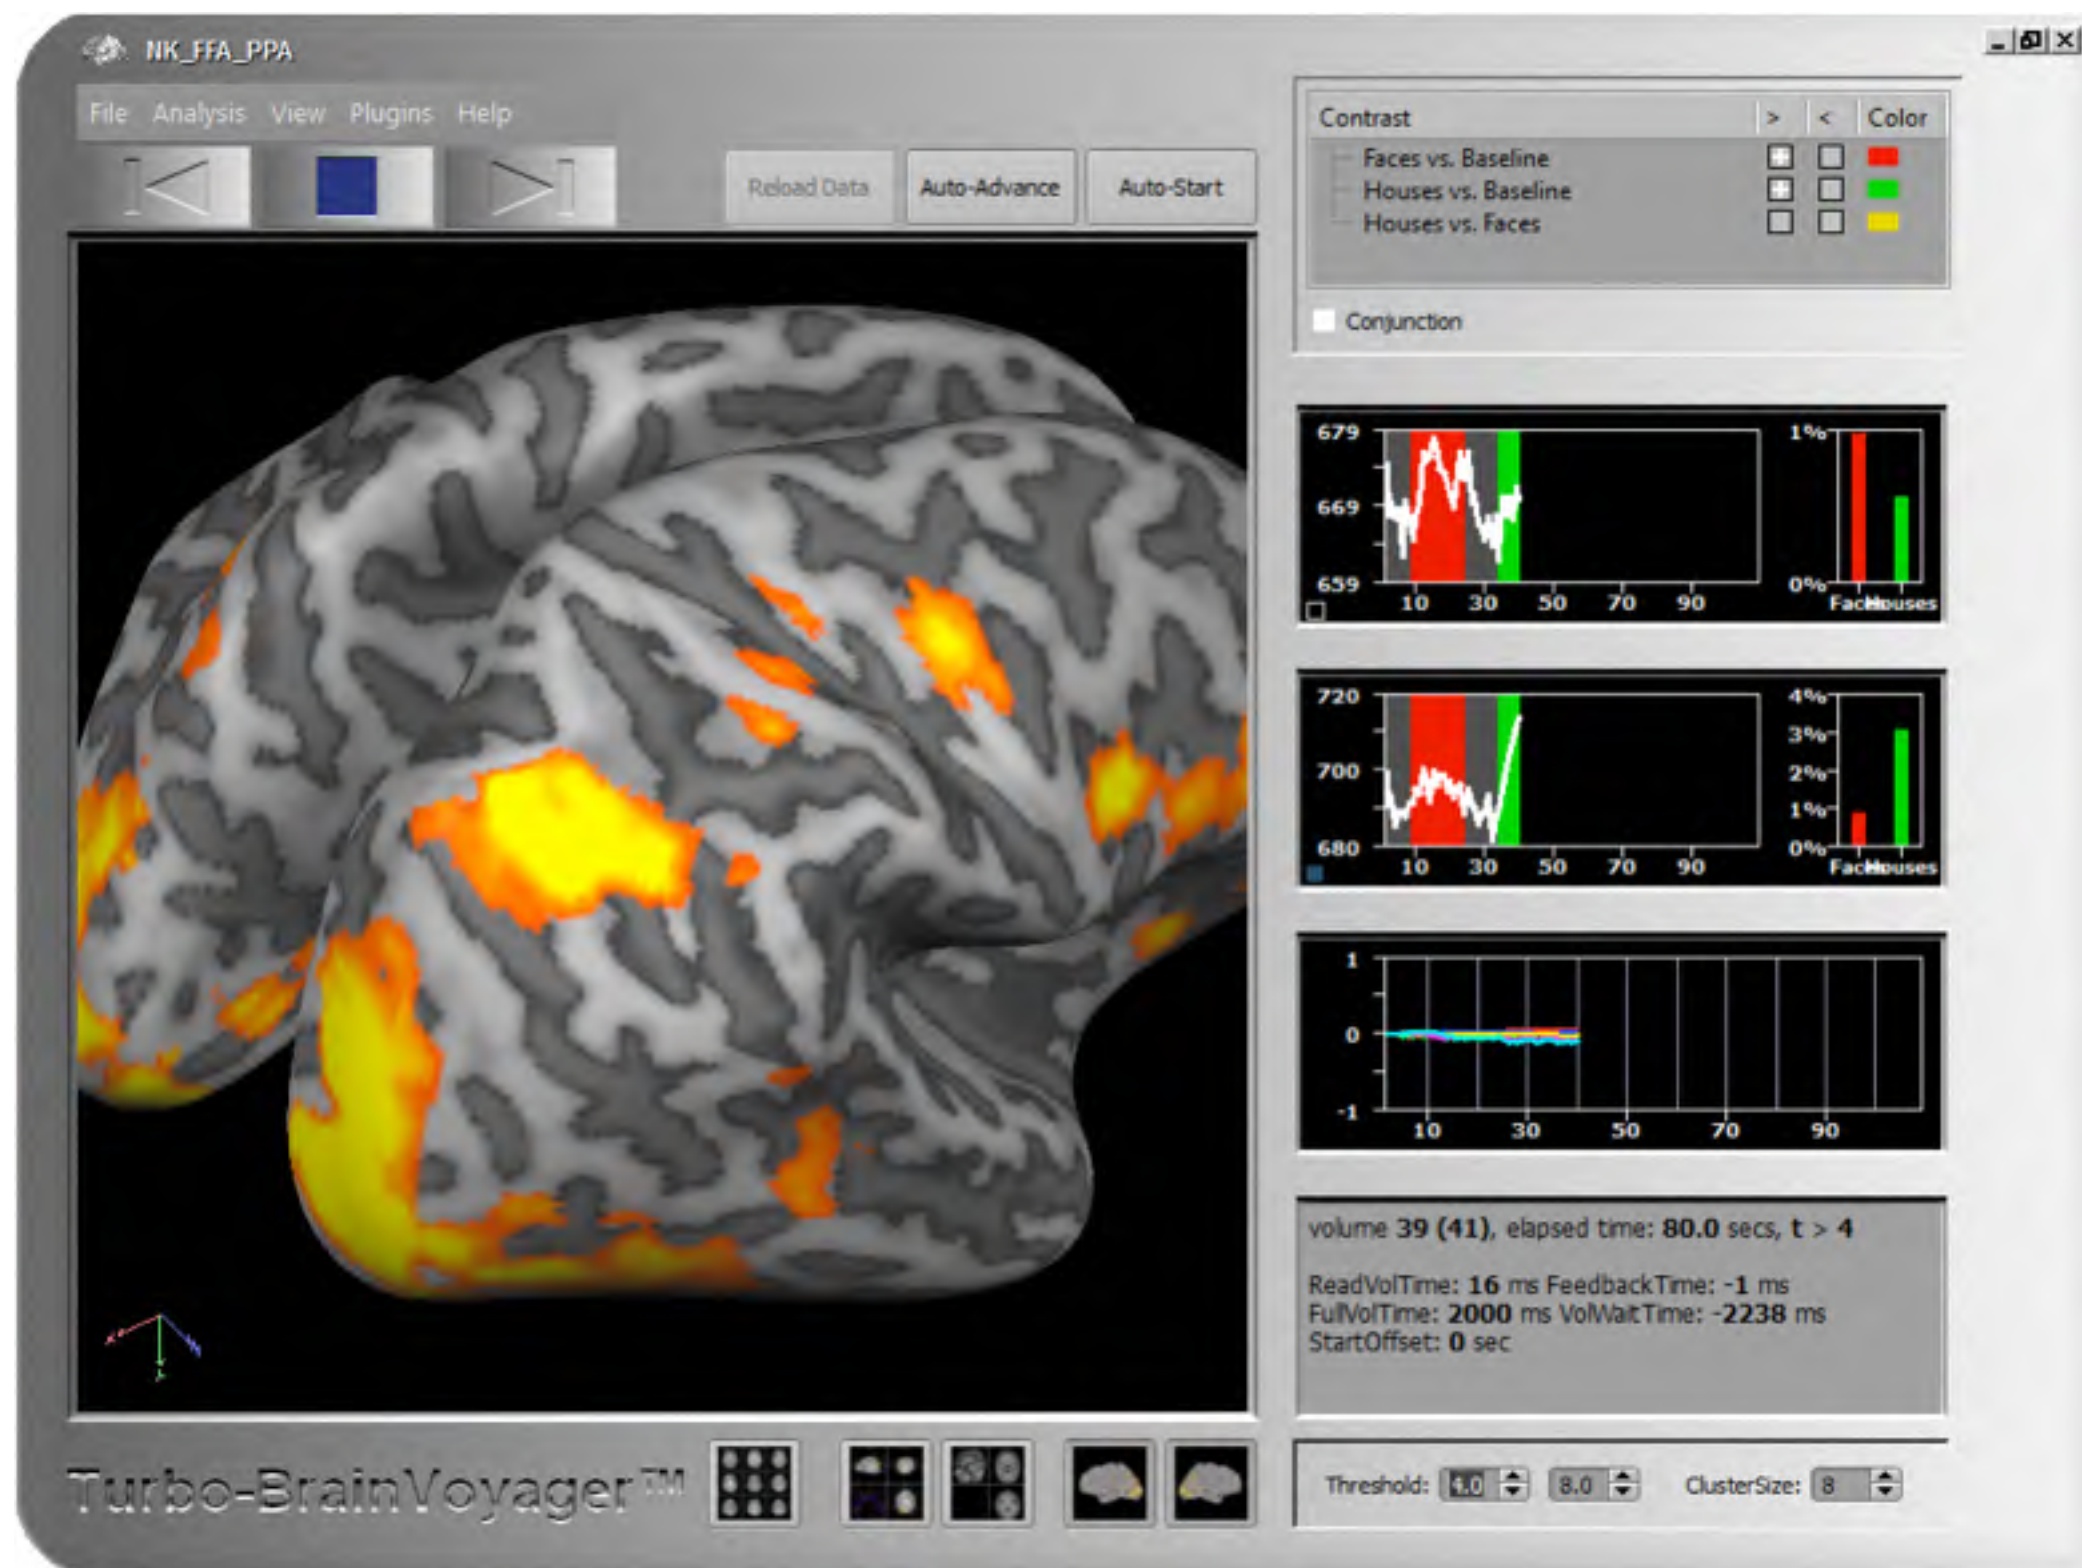 NK_FFA_PPA
File Analysis View Plugins Help
Reload Data Auto-Advance Auto-Start
Contrast > < Color
Faces vs. Baseline
Houses vs. Baseline
Houses vs. Faces
Conjunction
679
669
659
10 30 50 70 90
1%
0%
Houses
720
700
680
10 30 50 70 90
4%
3%
2%
1%
0%
Houses
1
0
-1
10 30 50 70 90
volume 39 (41), elapsed time: 80.0 secs, t > 4
ReadVolTime: 16 ms FeedbackTime: -1 ms
FullVolTime: 2000 ms VolWaitTime: -2238 ms
StartOffset: 0 sec
Turbo-BrainVoyager™
Threshold: 4.0 8.0 ClusterSize: 8